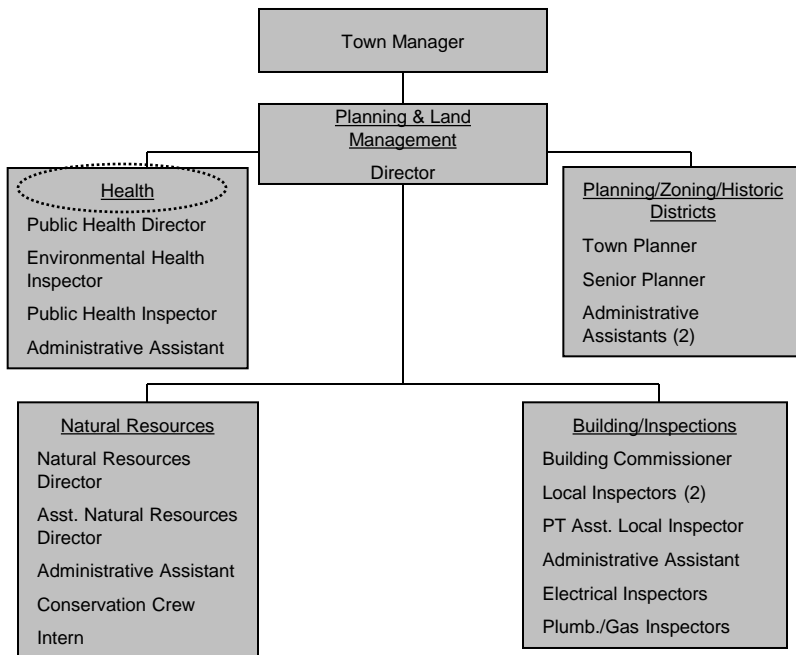 Town Manager
Planning & Land
Management
Director
Health
Public Health Director
Environmental Health
Inspector
Public Health Inspector
Administrative Assistant
Planning/Zoning/Historic
Districts
Town Planner
Senior Planner
Administrative
Assistants (2)
Natural Resources
Natural Resources
Director
Asst. Natural Resources
Director
Administrative Assistant
Conservation Crew
Intern
Building/Inspections
Building Commissioner
Local Inspectors (2)
PT Asst. Local Inspector
Administrative Assistant
Electrical Inspectors
Plumb./Gas Inspectors